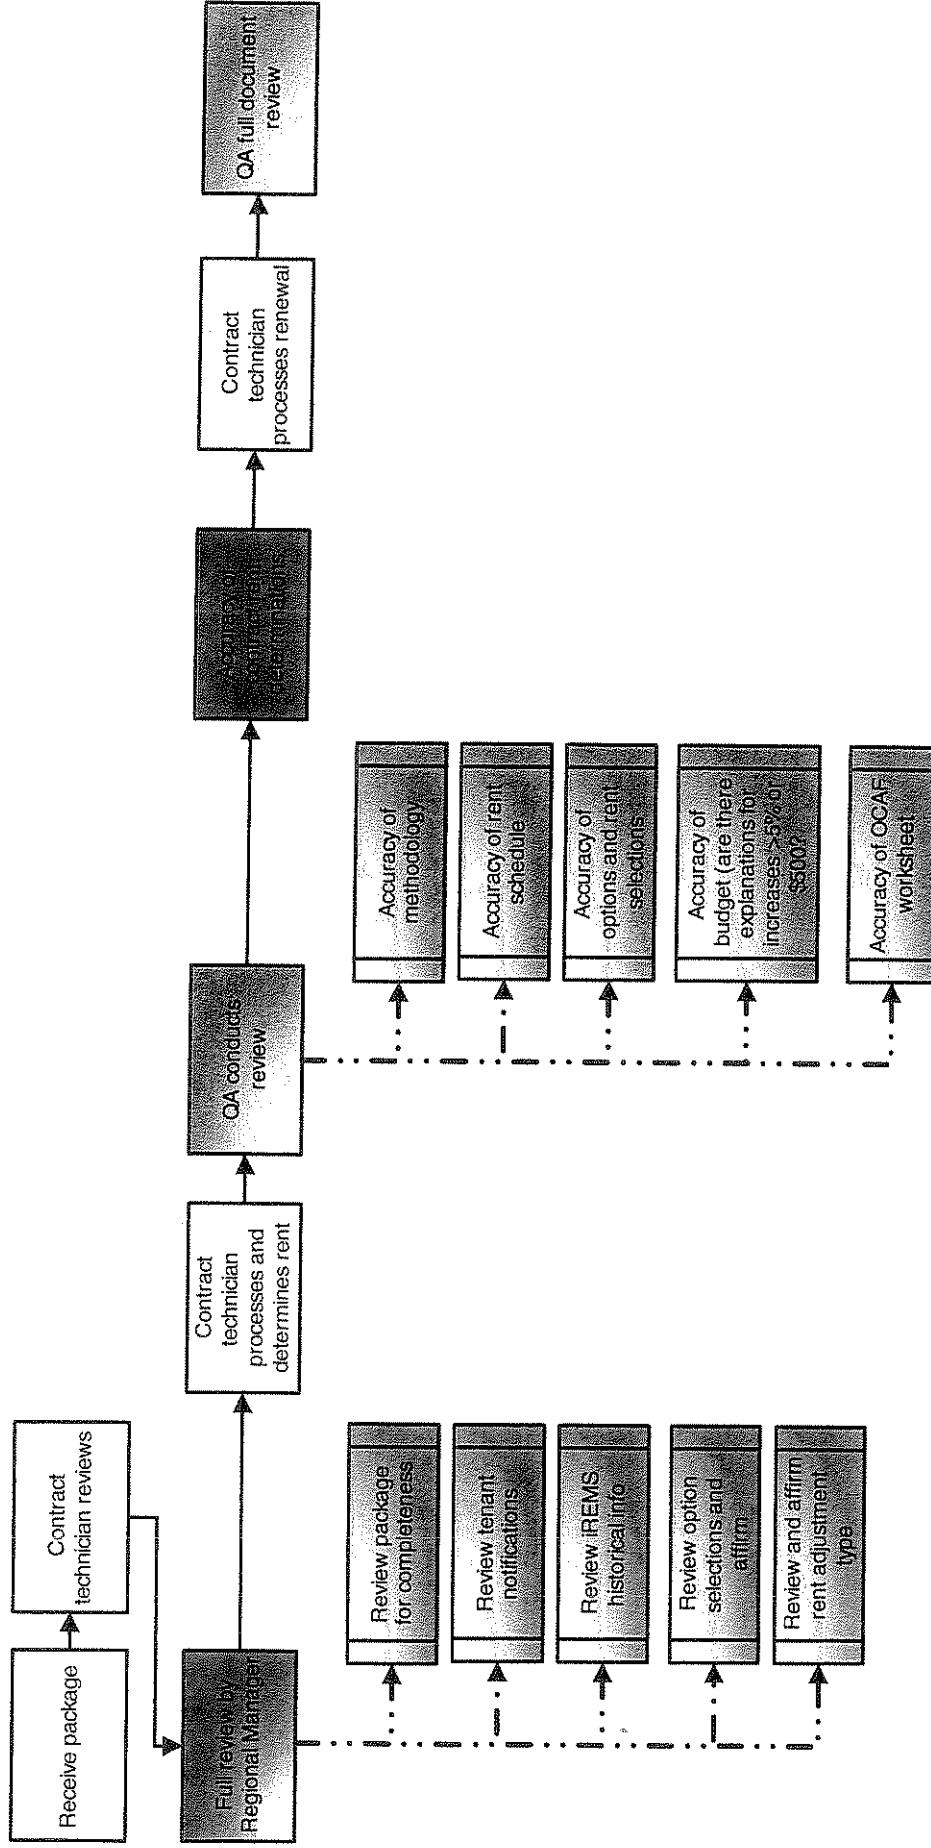 Receive package
Contract
technician reviews
Full review by
Regional Manager
Review package
for completeness
Review tenant
notifications
Review iREMS
historical info
Review option
selections and
affirm
Review and affirm
rent adjustment
type
Contract
technician
processes and
determines rent
QA conducts
review
Accuracy of
methodology
Accuracy of rent
schedule
Accuracy of
options and rent
selections
Accuracy of
budget (are there
explanations for
increases >5% or
$500?
Accuracy of OCAF
worksheet
Accuracy of
determinations
Contract
technician
processes renewal
QA full document
review